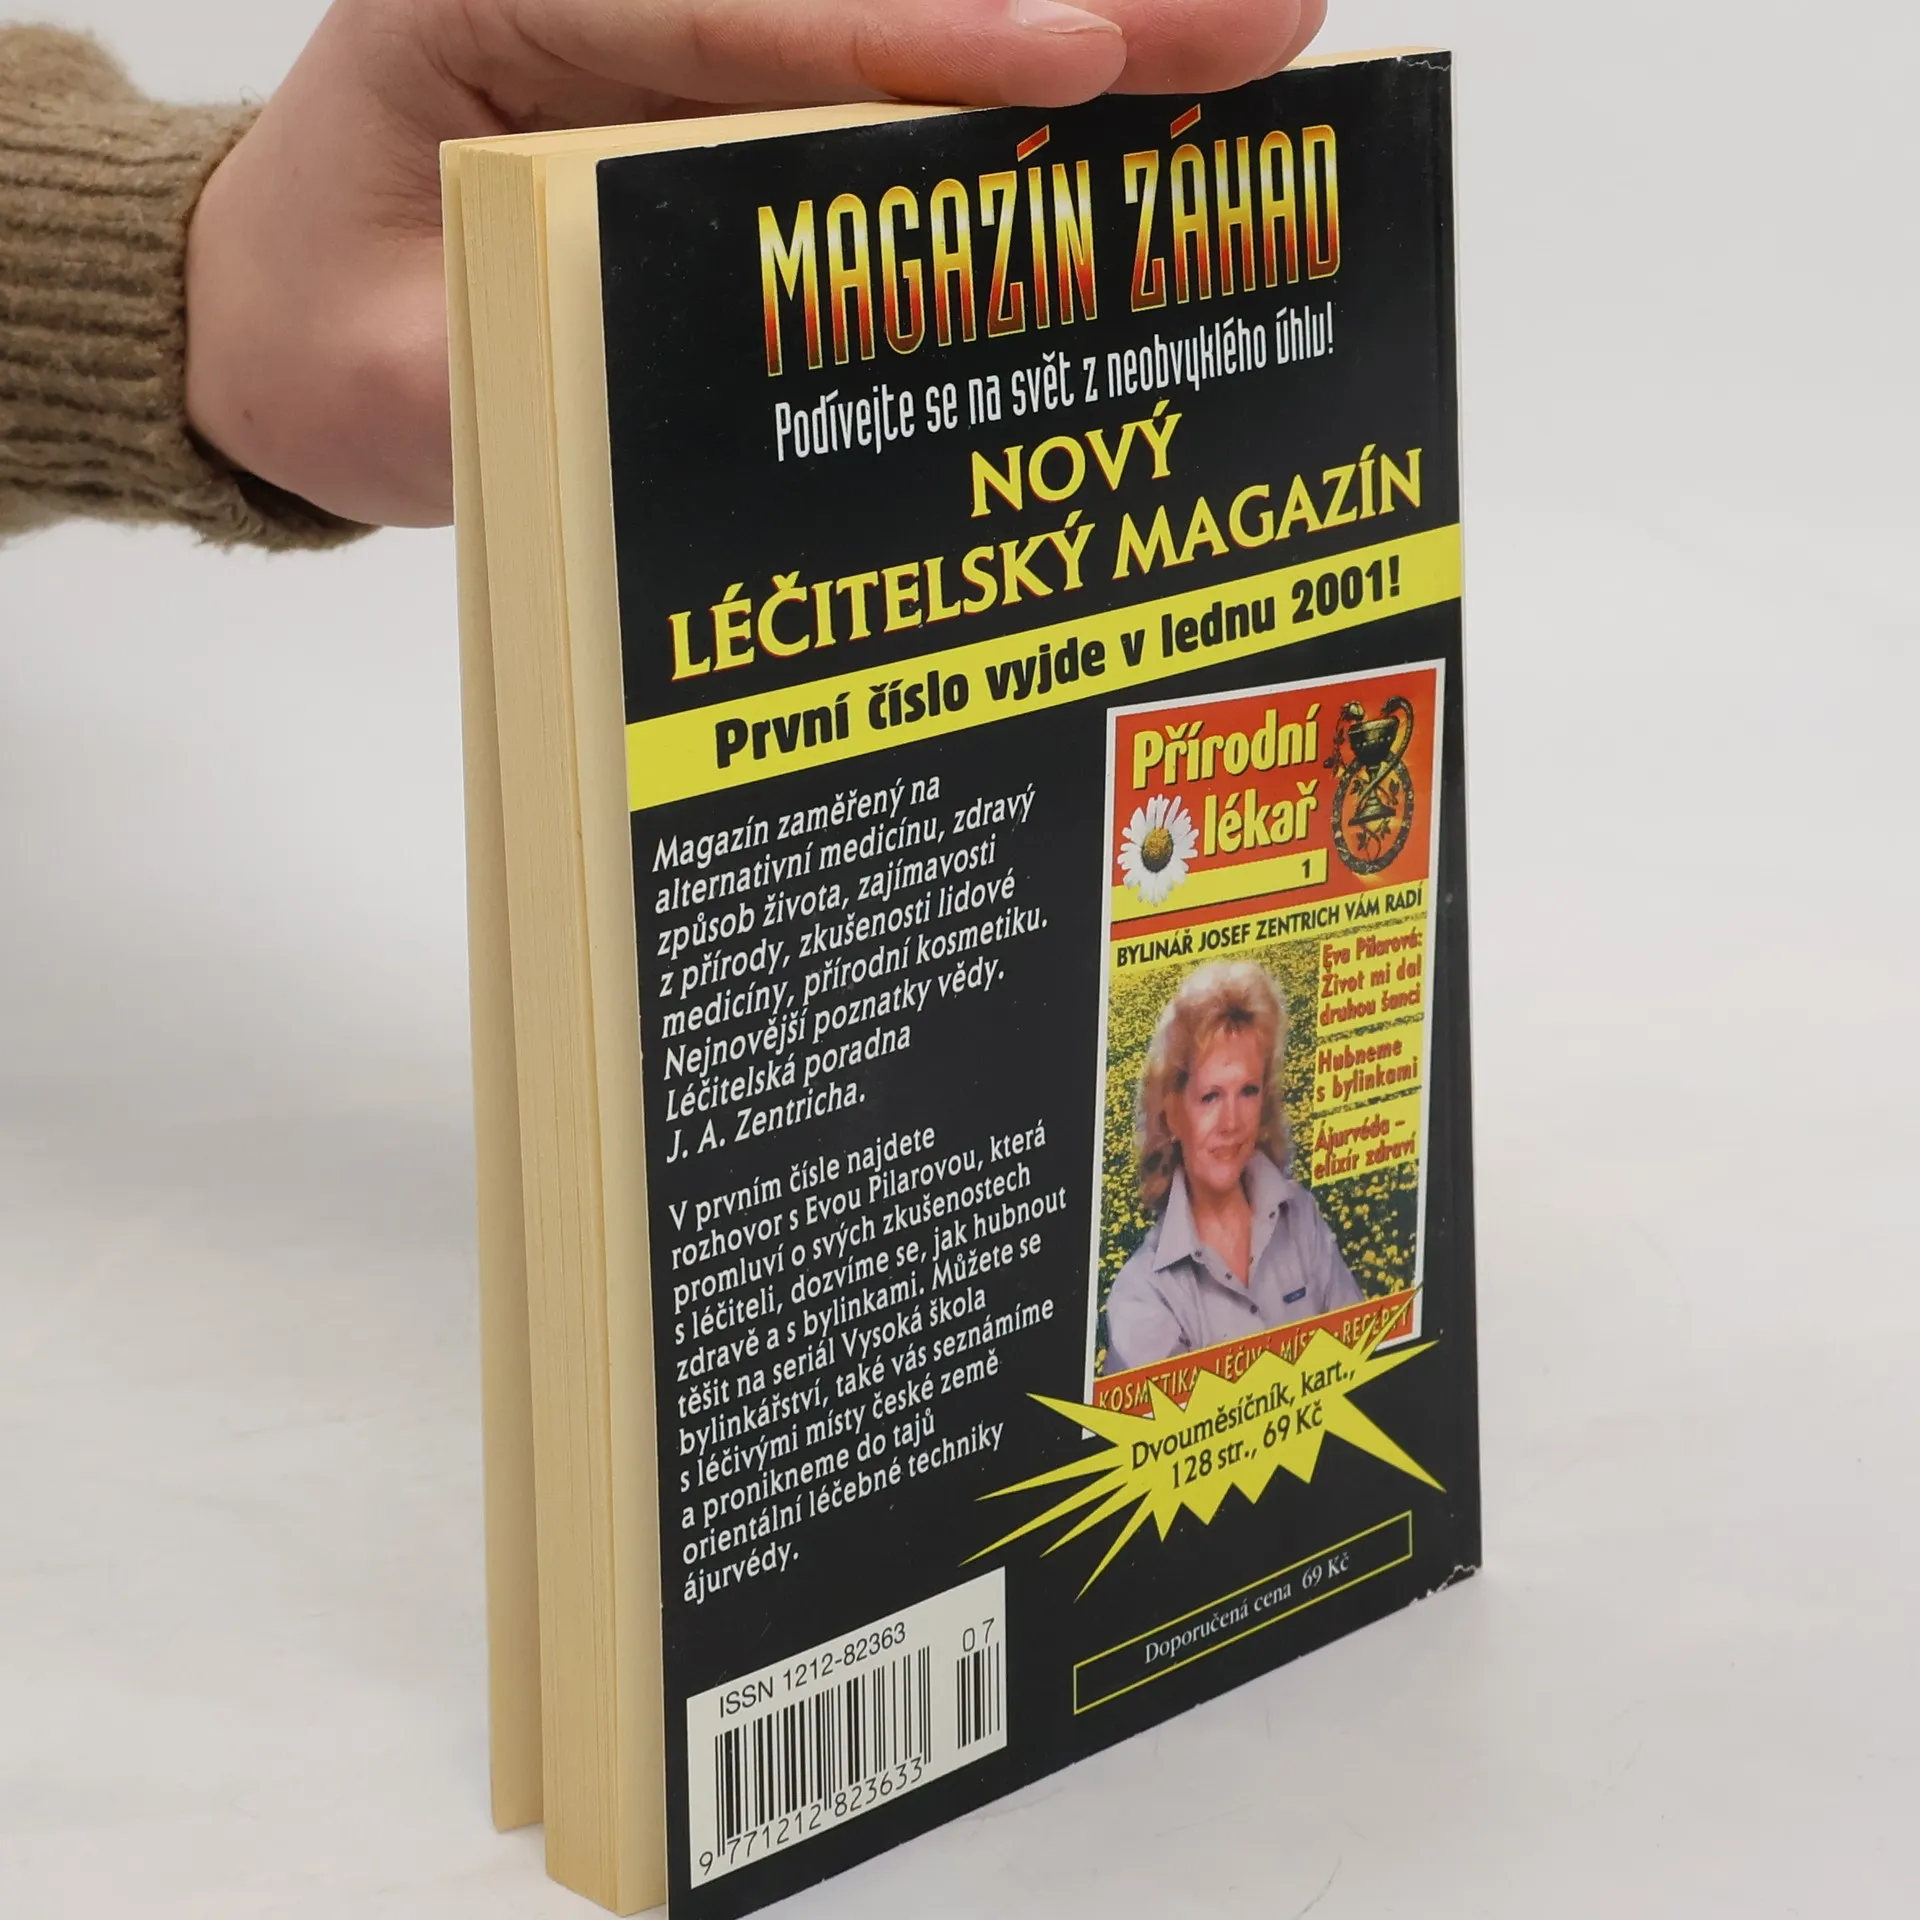 MAGAZÍN ZÁHAD
Podívejte se na svět z neobvyklého úhlu!
NOVÝ
LÉČITELSKÝ MAGAZÍN
První číslo vyjde v lednu 2001!
Magazín zaměřený na
alternativní medicínu, zdravý
způsob života, zajímavosti
z přírody, zkušenosti lidové
medicíny, přírodní kosmetiku.
Nejnovější poznatky vědy.
Léčitelská poradna
J. A. Zentricha.
V prvním čísle najdete
rozhovor s Evou Pilarovou, která
promluví o svých zkušenostech
s léčiteli, dozvíme se, jak hubnout
zdravě a s bylinkami. Můžete se
těšit na seriál Vysoká škola
bylinkářství, také vás seznámíme
s léčivými místy české země
a pronikneme do tajů
orientální léčebné techniky
ájurvédy.
Přírodní
lékař
1
BYLINÁŘ JOSEF ZENTRICH VÁM RADÍ
Eva Pilarová:
Život mi dal
druhou šanci
Hubneme
s bylinkami
Ájurvéda –
elixír zdraví
KOSMETIKA
RECEPTY
Dvouměsíčník, kart.,
128 str., 69 Kč
Doporučená cena 69 Kč
ISSN 1212-82363
07
9 771212 823633